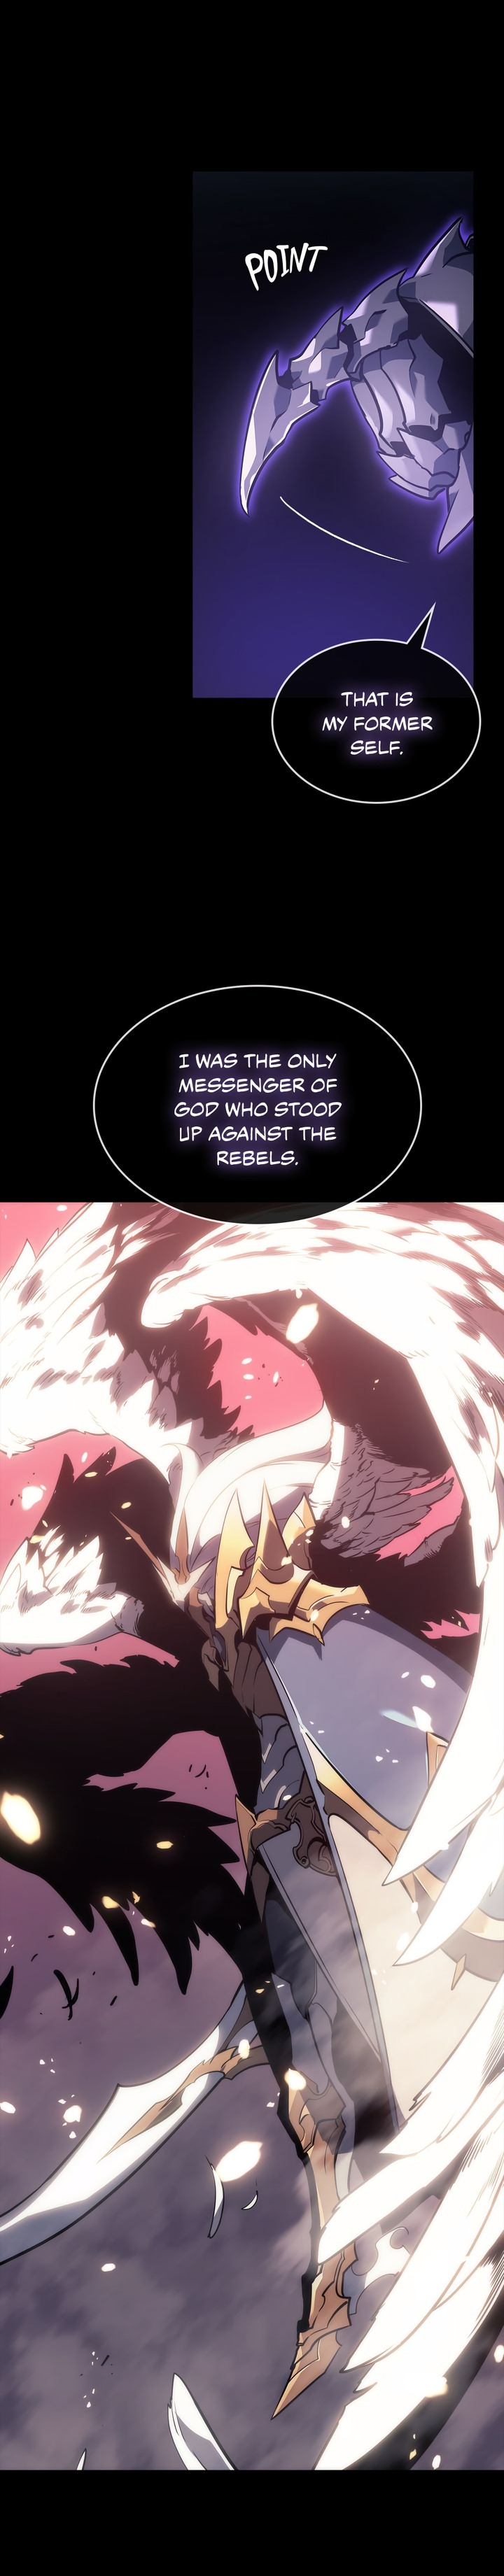 POINT
THAT IS
MY FORMER
SELF.
I WAS THE ONLY
MESSENGER OF
GOD WHO STOOD
UP AGAINST THE
REBELS.